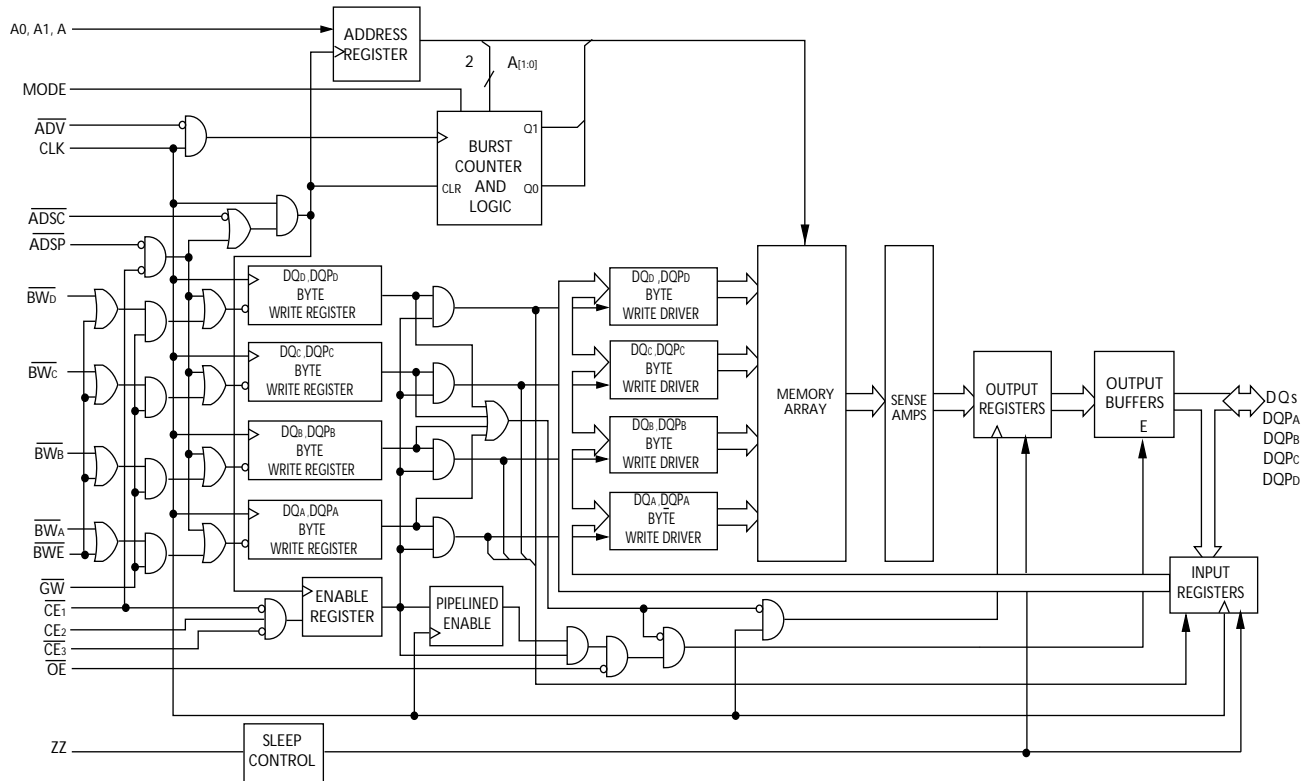 A0, A1, A
ADDRESS
REGISTER
2
A[1:0]
MODE
ADV
CLK
BURST
COUNTER
AND
LOGIC
Q1
CLR
Q0
ADSC
ADSP
DQD, DQPD
BYTE
WRITE REGISTER
DQD, DQPD
BYTE
WRITE DRIVER
BWD
DQC, DQPC
BYTE
WRITE REGISTER
DQC, DQPC
BYTE
WRITE DRIVER
BWC
MEMORY
ARRAY
SENSE
AMPS
OUTPUT
REGISTERS
OUTPUT
BUFFERS
E
DQs
DQPA
DQPB
DQPC
DQPD
DQB, DQPB
BYTE
WRITE REGISTER
DQB, DQPB
BYTE
WRITE DRIVER
BWB
DQA, DQPA
BYTE
WRITE REGISTER
DQA, DQPA
BYTE
WRITE DRIVER
BWA
BWE
GW
CE1
CE2
CE3
OE
ENABLE
REGISTER
PIPELINED
ENABLE
INPUT
REGISTERS
ZZ
SLEEP
CONTROL